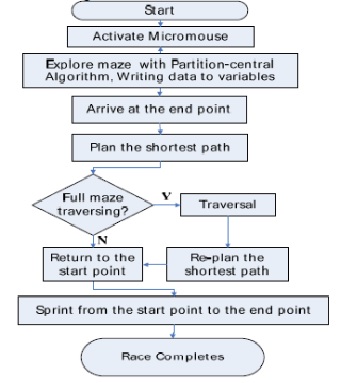 Start
Activate Micromouse
Explore maze with Partition-central
Algorithm, Writing data to variables
Arrive at the end point
Plan the shortest path
Full maze
traversing?
Y
Traversal
N
Return to the
start point
Re-plan the
shortest path
Sprint from the start point to the end point
Race Completes